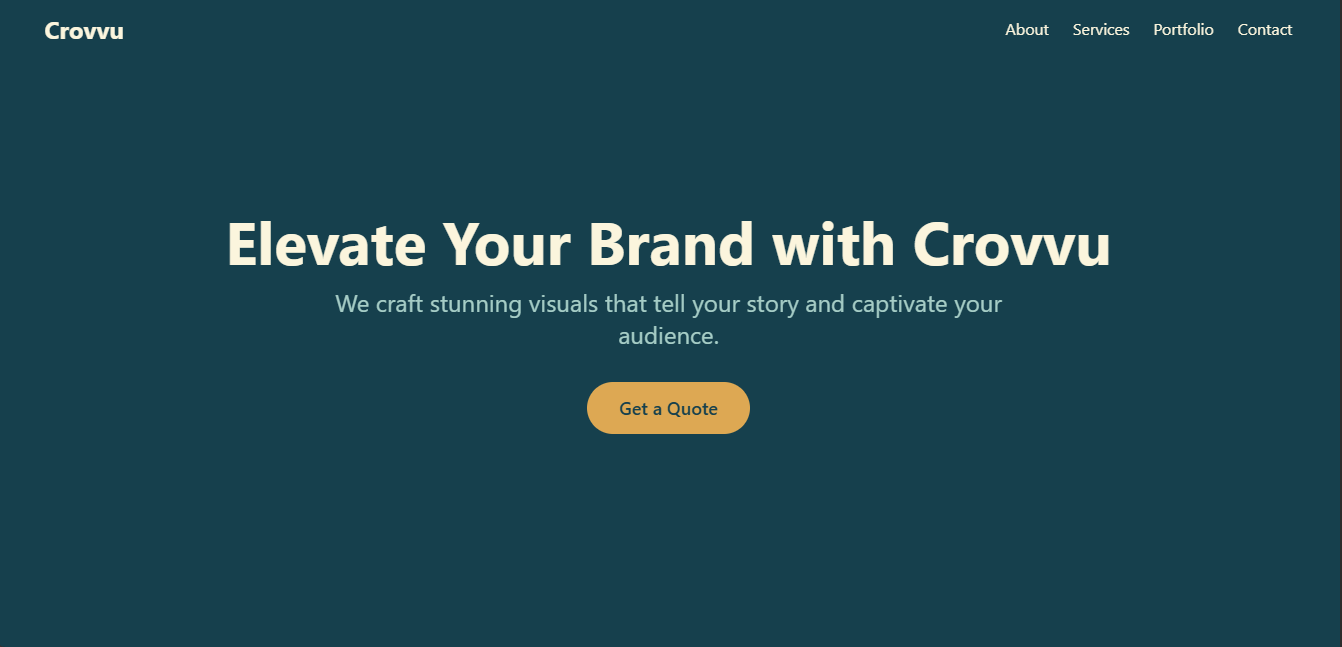 Crovvu
About Services Portfolio Contact
Elevate Your Brand with Crovvu
We craft stunning visuals that tell your story and captivate your
audience.
Get a Quote